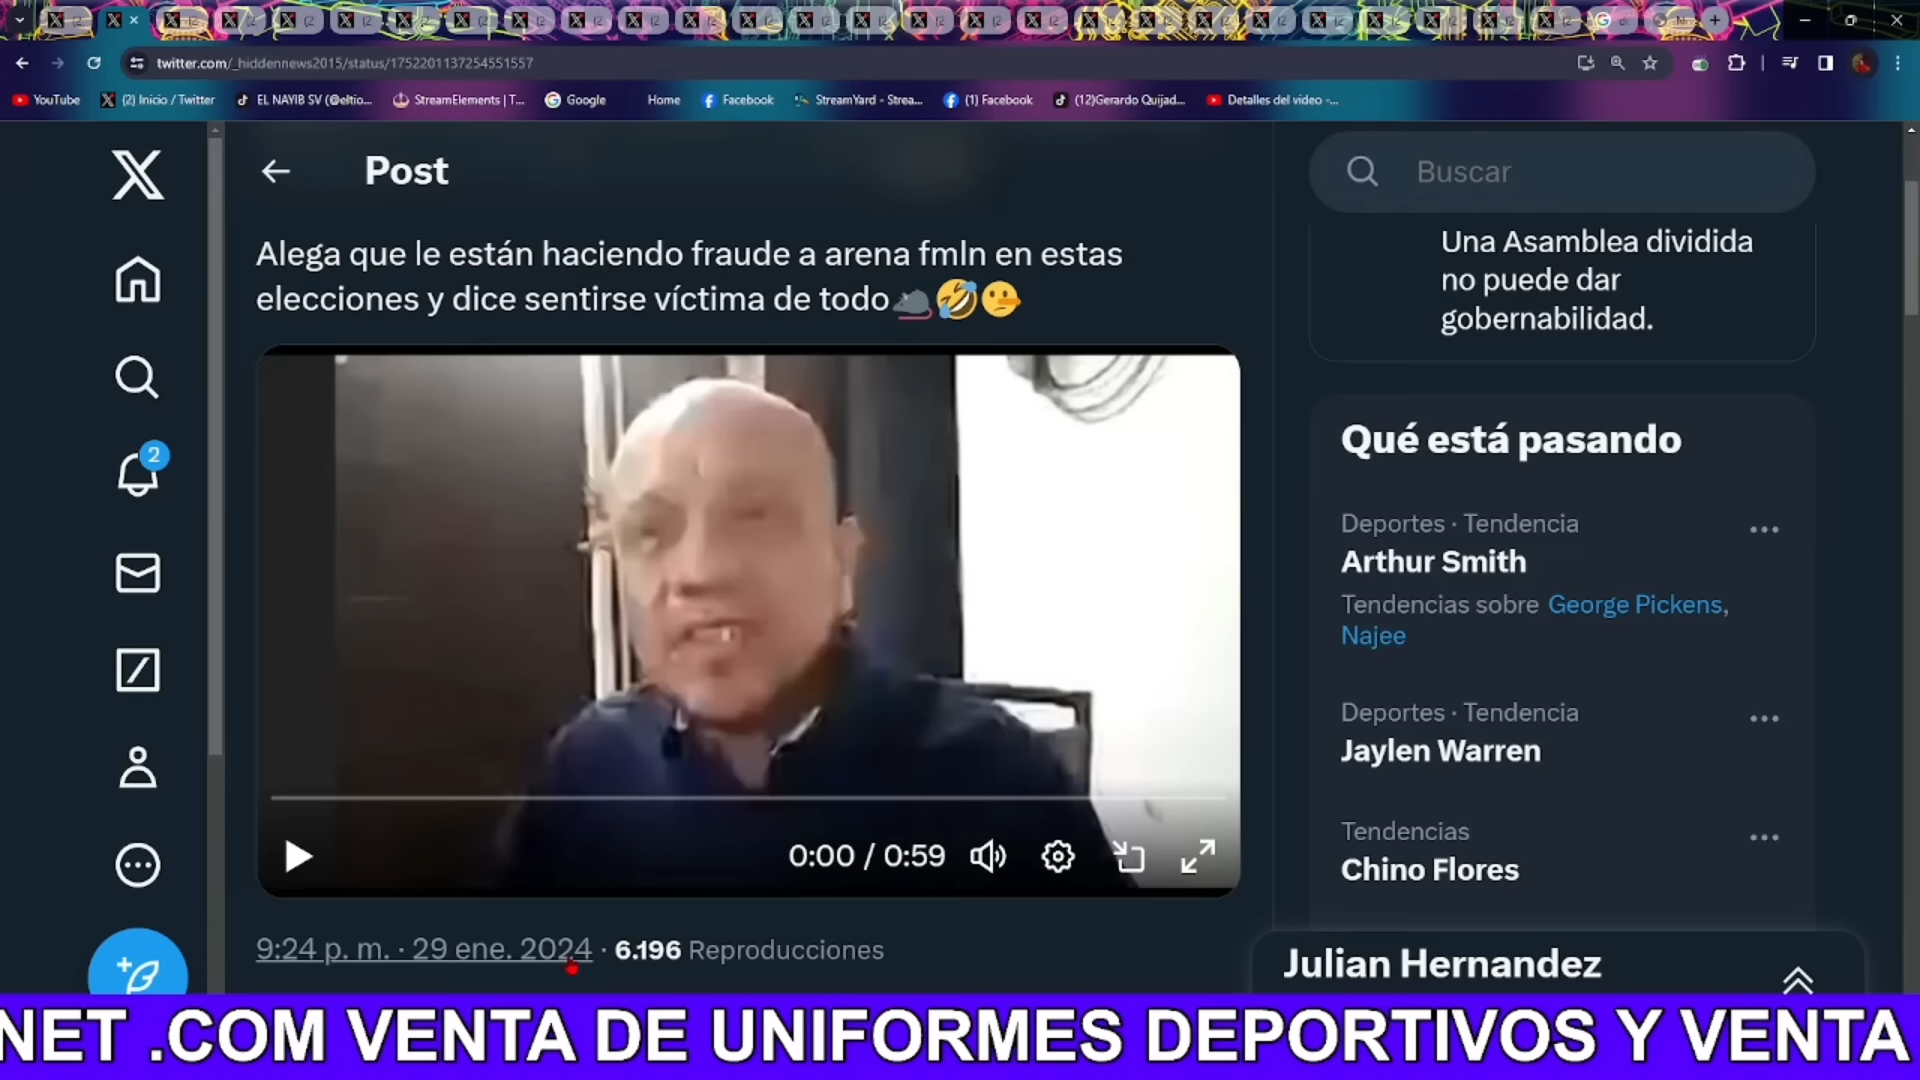 twitter.com/_hiddennews2015/status/1752201137254551557
YouTube
(2) Inicio / Twitter
EL NAYIB SV (@eltio...
StreamElements | T...
Google
Home
Facebook
StreamYard - Strea...
(1) Facebook
(12)Gerardo Quijad...
Detalles del video -...
Post
Buscar
Alega que le están haciendo fraude a arena fmln en estas
elecciones y dice sentirse víctima de todo🐀🤣🤥
Una Asamblea dividida
no puede dar
gobernabilidad.
Qué está pasando
Deportes · Tendencia
Arthur Smith
Tendencias sobre George Pickens,
Najee
Deportes · Tendencia
Jaylen Warren
Tendencias
Chino Flores
2
0:00 / 0:59
9:24 p. m. · 29 ene. 2024 · 6.196 Reproducciones
Julian Hernandez
NET .COM VENTA DE UNIFORMES DEPORTIVOS Y VENTA